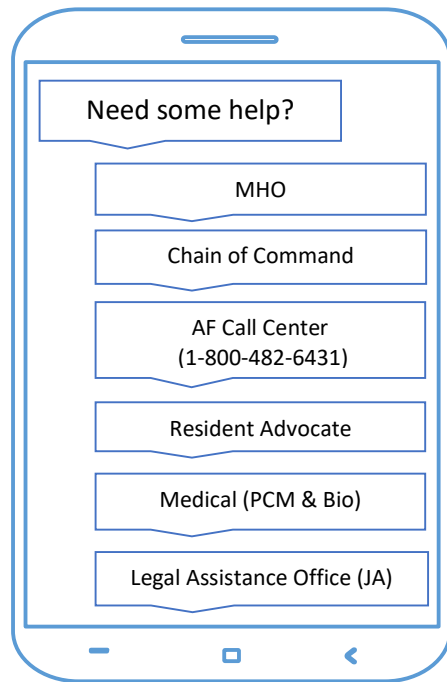 Need some help?
MHO
Chain of Command
AF Call Center
(1-800-482-6431)
Resident Advocate
Medical (PCM & Bio)
Legal Assistance Office (JA)